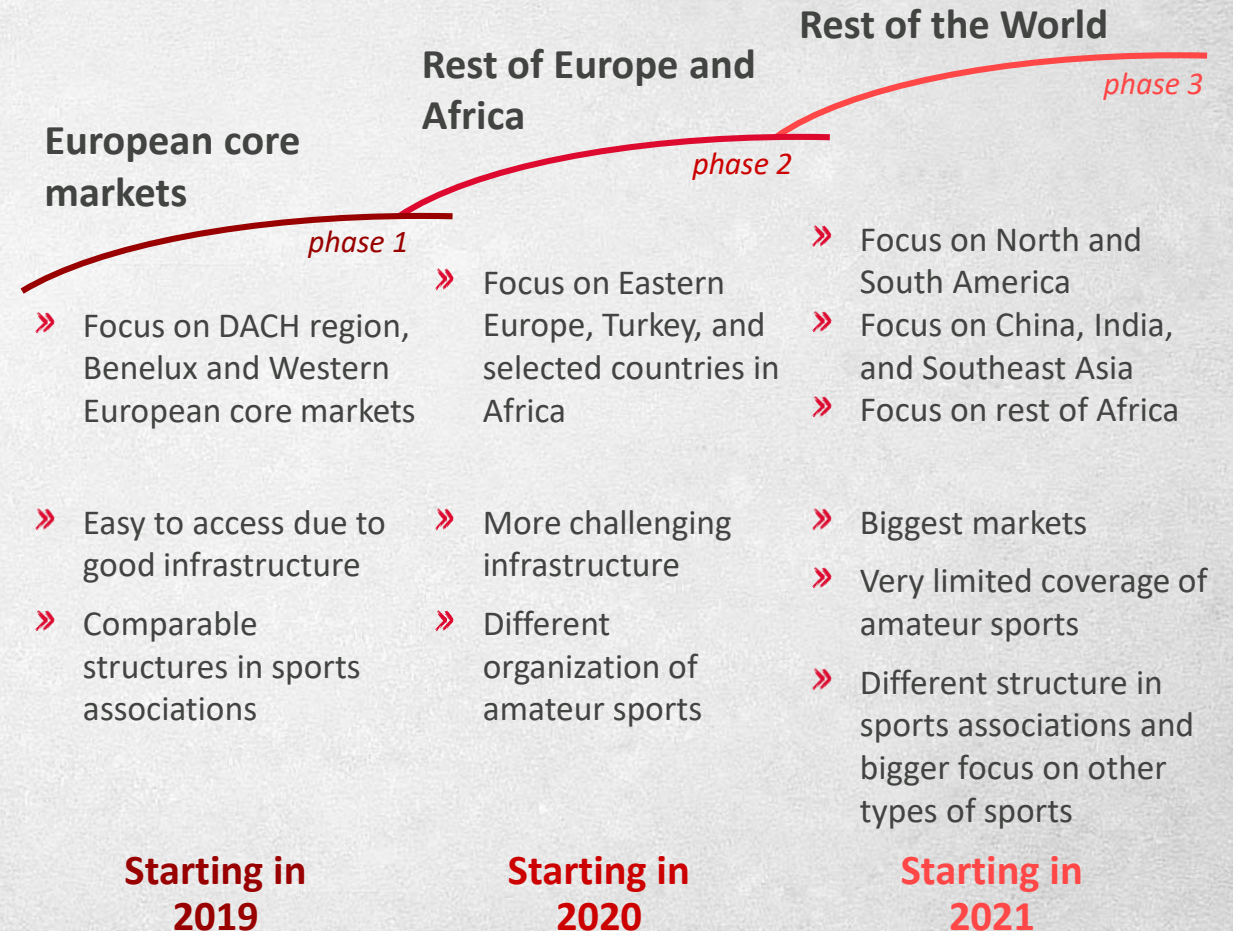 European core
markets
phase 1
» Focus on DACH region,
Benelux and Western
European core markets
» Easy to access due to
good infrastructure
» Comparable
structures in sports
associations
Starting in
2019
Rest of Europe and
Africa
phase 2
» Focus on Eastern
Europe, Turkey, and
selected countries in
Africa
» More challenging
infrastructure
» Different
organization of
amateur sports
Starting in
2020
Rest of the World
phase 3
» Focus on North and
South America
» Focus on China, India,
and Southeast Asia
» Focus on rest of Africa
» Biggest markets
» Very limited coverage of
amateur sports
» Different structure in
sports associations and
bigger focus on other
types of sports
Starting in
2021